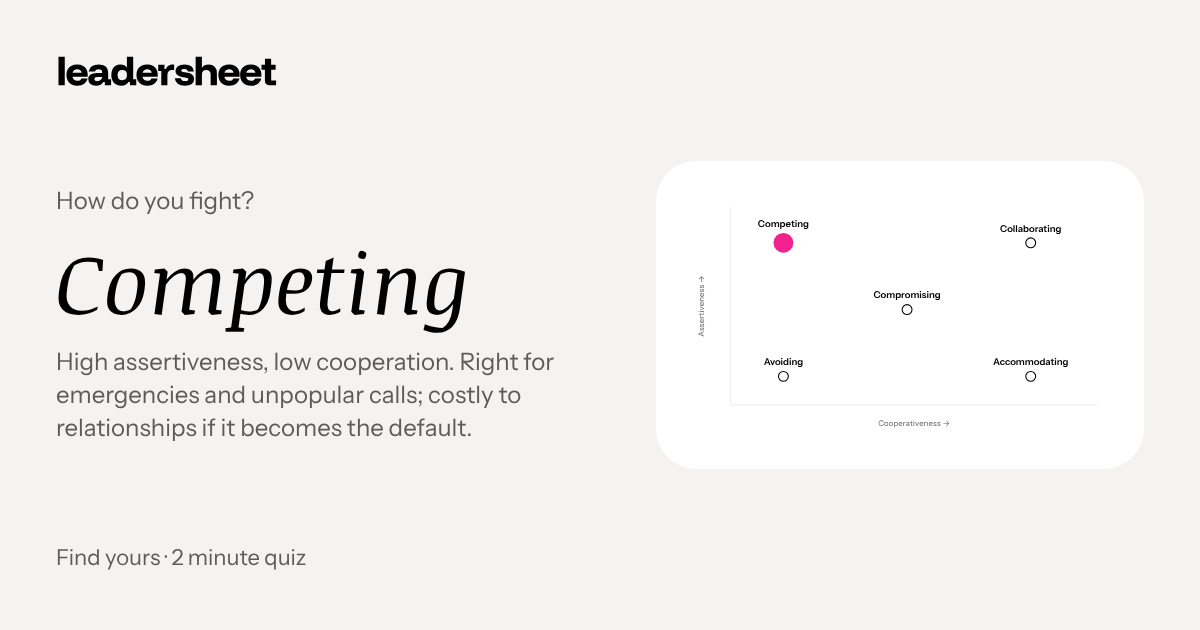 leadersheet
How do you fight?
Competing
High assertiveness, low cooperation. Right for
emergencies and unpopular calls; costly to
relationships if it becomes the default.
Find yours · 2 minute quiz
Competing
Collaborating
Compromising
Avoiding
Accommodating
Assertiveness →
Cooperativeness →